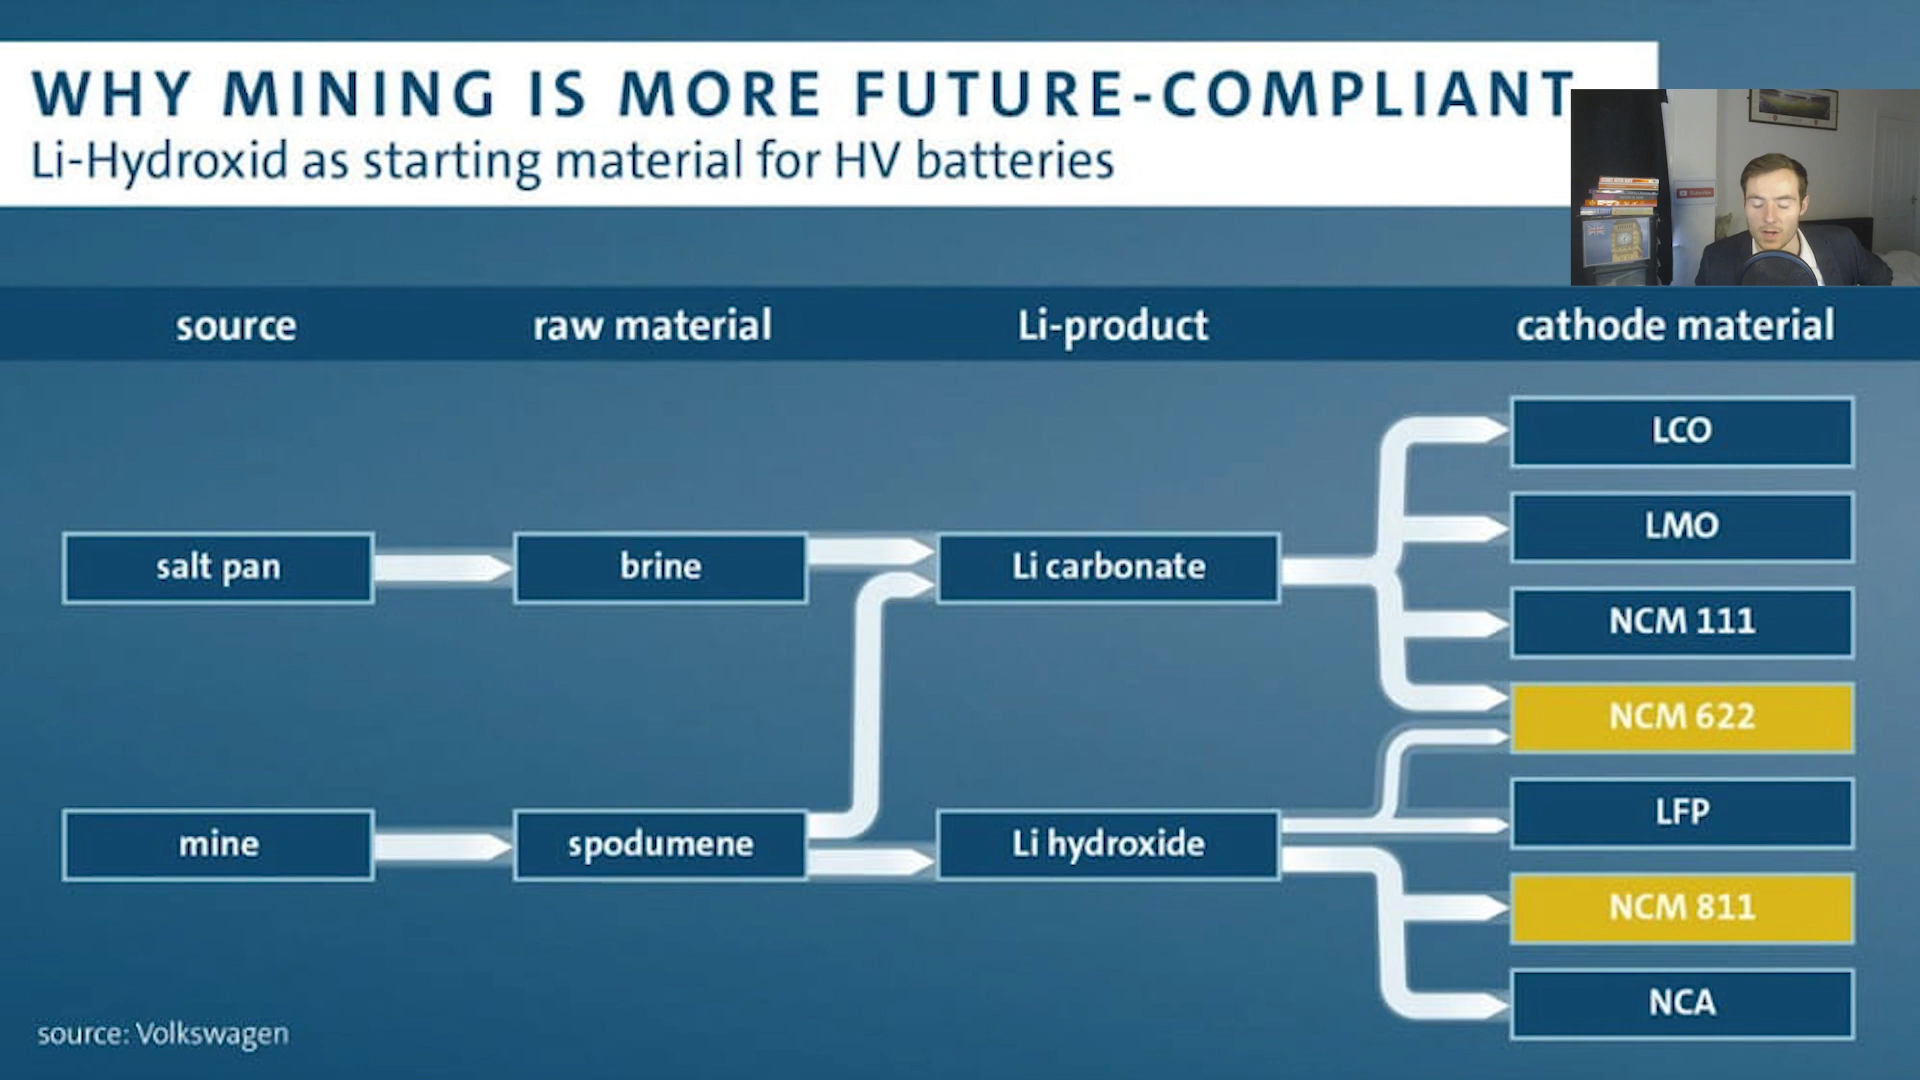 WHY MINING IS MORE FUTURE-COMPLIANT
Li-Hydroxid as starting material for HV batteries
source raw material Li-product cathode material
LCO
LMO
salt pan brine Li carbonate
NCM 111
NCM 622
LFP
mine spodumene Li hydroxide
NCM 811
NCA
source: Volkswagen